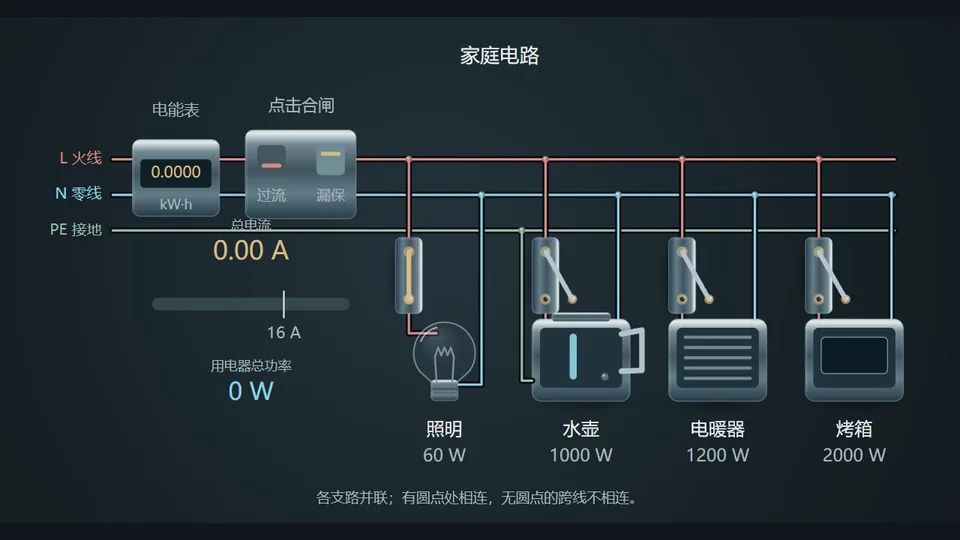 家庭电路
电能表
点击合闸
L 火线
0.0000
kW·h
过流
漏保
N 零线
PE 接地
总电流
0.00 A
16 A
用电器总功率
0 W
照明
60 W
水壶
1000 W
电暖器
1200 W
烤箱
2000 W
各支路并联；有圆点处相连，无圆点的跨线不相连。